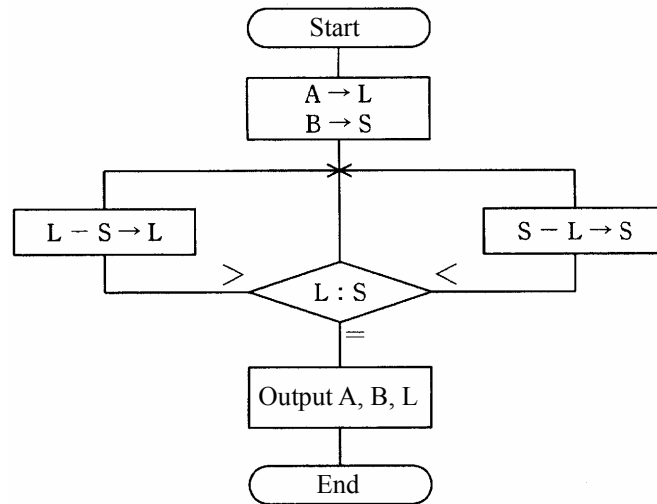 Start
A → L
B → S
L − S → L
S − L → S
>
<
L : S
=
Output A, B, L
End